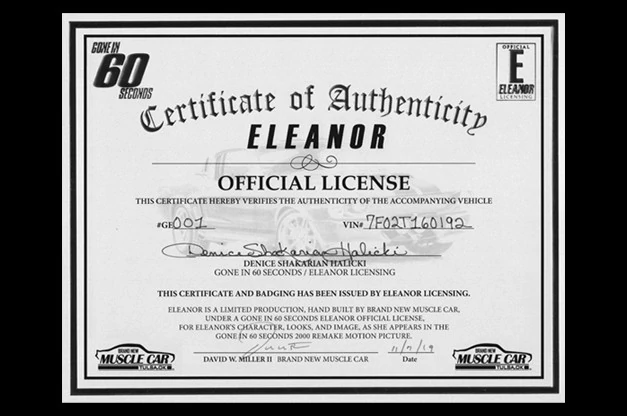 GONE IN
60
SECONDS
OFFICIAL
E
ELEANOR
LICENSING
Certificate of Authenticity
ELEANOR
OFFICIAL LICENSE
THIS CERTIFICATE HEREBY VERIFIES THE AUTHENTICITY OF THE ACCOMPANYING VEHICLE
#GE001 VIN# 7F02T160192
Denice Shakarian Halicki
DENICE SHAKARIAN HALICKI
GONE IN 60 SECONDS / ELEANOR LICENSING
THIS CERTIFICATE AND BADGING HAS BEEN ISSUED BY ELEANOR LICENSING.
ELEANOR IS A LIMITED PRODUCTION, HAND BUILT BY BRAND NEW MUSCLE CAR,
UNDER A GONE IN 60 SECONDS ELEANOR OFFICIAL LICENSE,
FOR ELEANOR'S CHARACTER, LOOKS, AND IMAGE, AS SHE APPEARS IN THE
GONE IN 60 SECONDS 2000 REMAKE MOTION PICTURE.
DAVID W. MILLER II BRAND NEW MUSCLE CAR Date
BRAND NEW
MUSCLE CAR
TULSA,OK
BRAND NEW
MUSCLE CAR
TULSA,OK